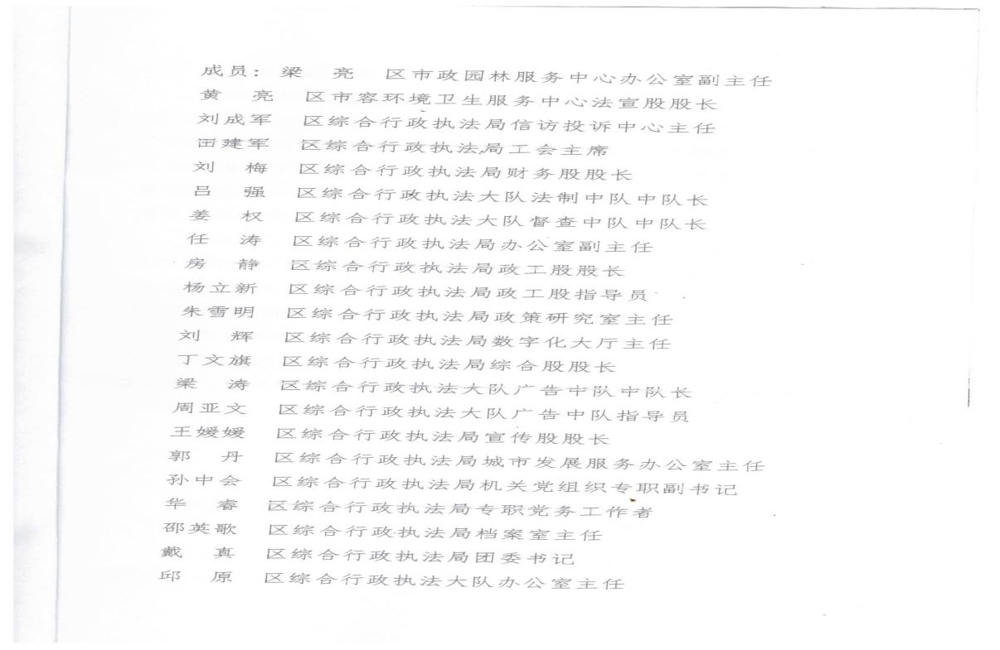 成员：梁　亮　区市政园林服务中心办公室副主任
黄　亮　区市容环境卫生服务中心法宣股股长
刘成军　区综合行政执法局信访投诉中心主任
田建军　区综合行政执法局工会主席
刘　梅　区综合行政执法局财务股股长
吕　强　区综合行政执法大队法制中队中队长
姜　权　区综合行政执法大队督查中队中队长
任　涛　区综合行政执法局办公室副主任
房　静　区综合行政执法局政工股股长
杨立新　区综合行政执法局政工股指导员
朱雪明　区综合行政执法局政策研究室主任
刘　辉　区综合行政执法局数字化大厅主任
丁文旗　区综合行政执法局综合股股长
梁　涛　区综合行政执法大队广告中队中队长
周亚文　区综合行政执法大队广告中队指导员
王媛媛　区综合行政执法局宣传股股长
郭　丹　区综合行政执法局城市发展服务办公室主任
孙中会　区综合行政执法局机关党组织专职副书记
华　睿　区综合行政执法局专职党务工作者
邵英歌　区综合行政执法局档案室主任
戴　真　区综合行政执法局团委书记
邱　原　区综合行政执法大队办公室主任